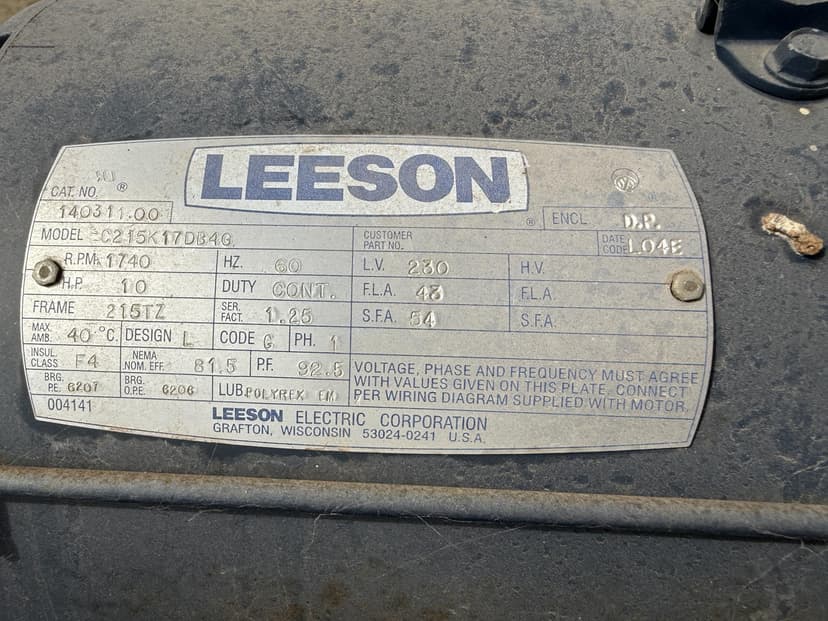 LEESON ®
CAT. NO. 140311.00
ENCL D.P.
MODEL C215K17DB4G
CUSTOMER PART NO.
DATE CODE L04E
R.P.M. 1740 HZ. 60 L.V. 230 H.V.
H.P. 10 DUTY CONT. F.L.A. 43 F.L.A.
FRAME 215TZ SER. FACT. 1.25 S.F.A. 54 S.F.A.
MAX. AMB. 40 °C DESIGN L CODE G PH. 1
INSUL CLASS F4 NEMA NOM. EFF. 81.5 P.F. 92.5
BRG. P.E. 6207 BRG. O.P.E. 6206 LUB. POLYREX EM
VOLTAGE, PHASE AND FREQUENCY MUST AGREE
WITH VALUES GIVEN ON THIS PLATE. CONNECT
PER WIRING DIAGRAM SUPPLIED WITH MOTOR.
004141
LEESON ELECTRIC CORPORATION
GRAFTON, WISCONSIN 53024-0241 U.S.A.